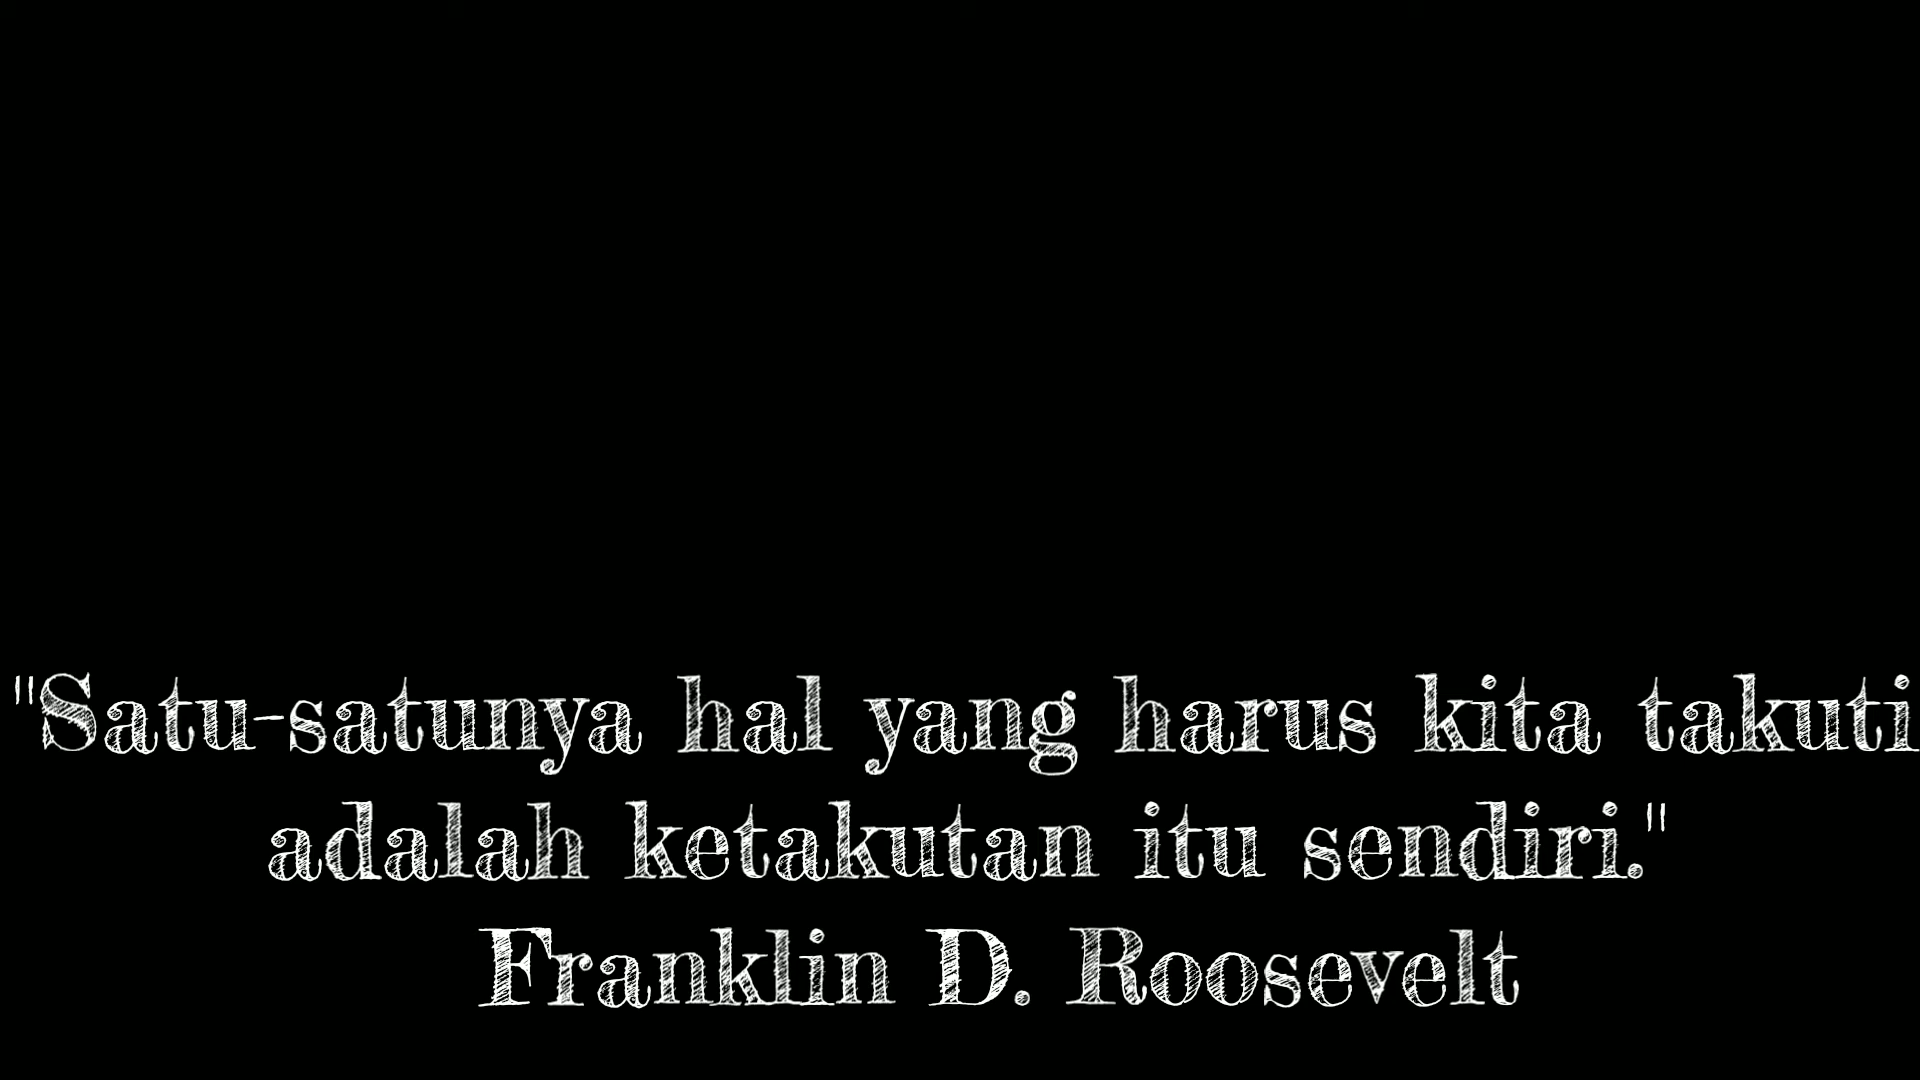 "Satu-satunya hal yang harus kita takuti
adalah ketakutan itu sendiri."
Franklin D. Roosevelt